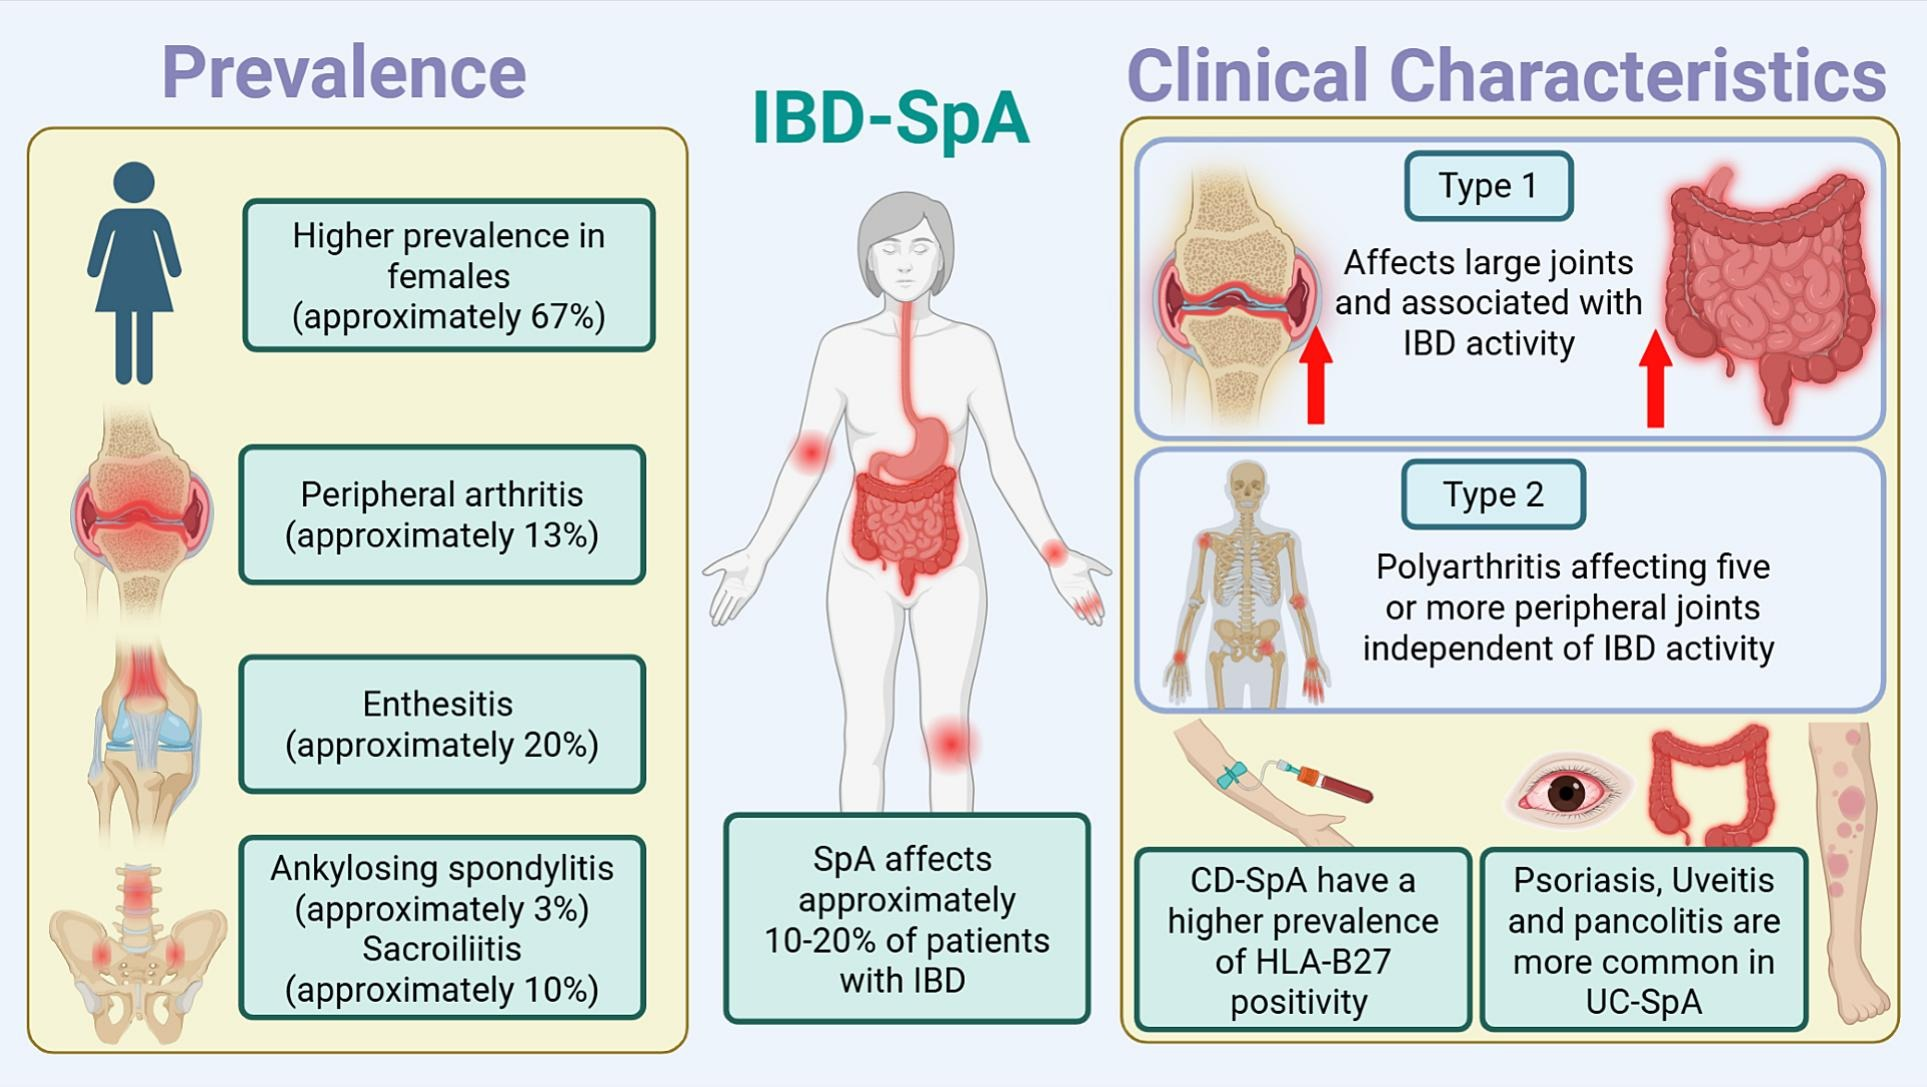 Prevalence
Higher prevalence in
females
(approximately 67%)
Peripheral arthritis
(approximately 13%)
Enthesitis
(approximately 20%)
Ankylosing spondylitis
(approximately 3%)
Sacroiliitis
(approximately 10%)
IBD-SpA
SpA affects
approximately
10-20% of patients
with IBD
Clinical Characteristics
Type 1
Affects large joints
and associated with
IBD activity
Type 2
Polyarthritis affecting five
or more peripheral joints
independent of IBD activity
CD-SpA have a
higher prevalence
of HLA-B27
positivity
Psoriasis, Uveitis
and pancolitis are
more common in
UC-SpA